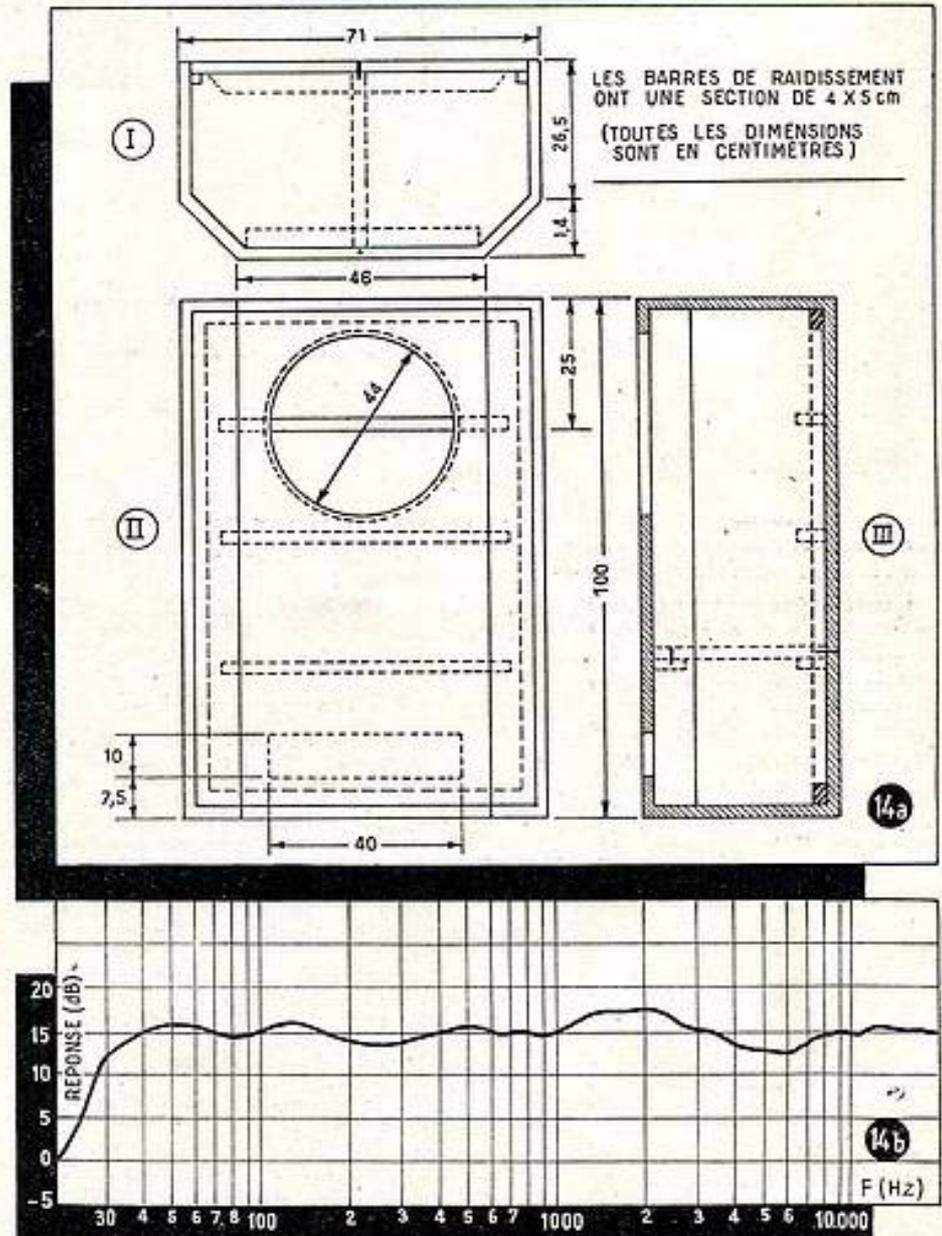 71
LES BARRES DE RAIDISSEMENT
ONT UNE SECTION DE 4 X 5 cm
(TOUTES LES DIMENSIONS
SONT EN CENTIMETRES)
I
26,5
14
46
II
44
25
100
III
10
7,5
40
14a
REPONSE (dB)
20
15
10
5
0
-5
14b
F (Hz)
30 4 5 6 7 8 100 2 3 4 5 6 7 1000 2 3 4 5 6 10.000